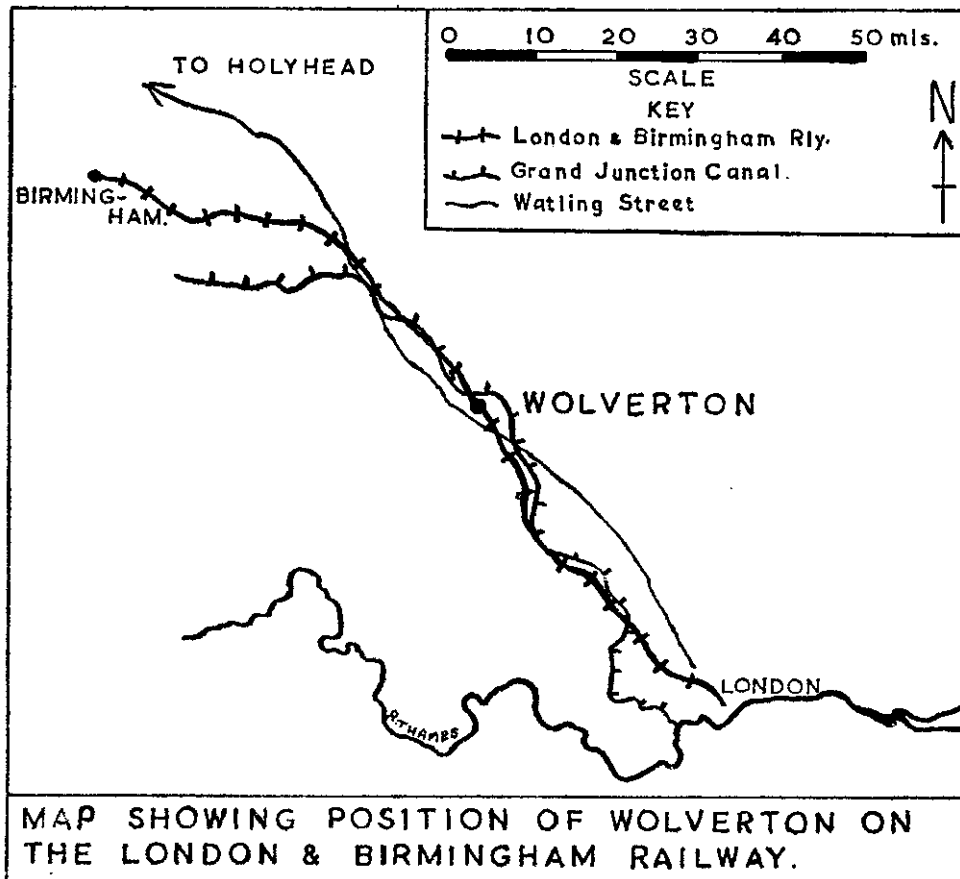 0 10 20 30 40 50 mls.
SCALE
KEY
London & Birmingham Rly.
Grand Junction Canal.
Watling Street
N
TO HOLYHEAD
BIRMING-
HAM.
WOLVERTON
LONDON
R.THAMES
MAP SHOWING POSITION OF WOLVERTON ON
THE LONDON & BIRMINGHAM RAILWAY.